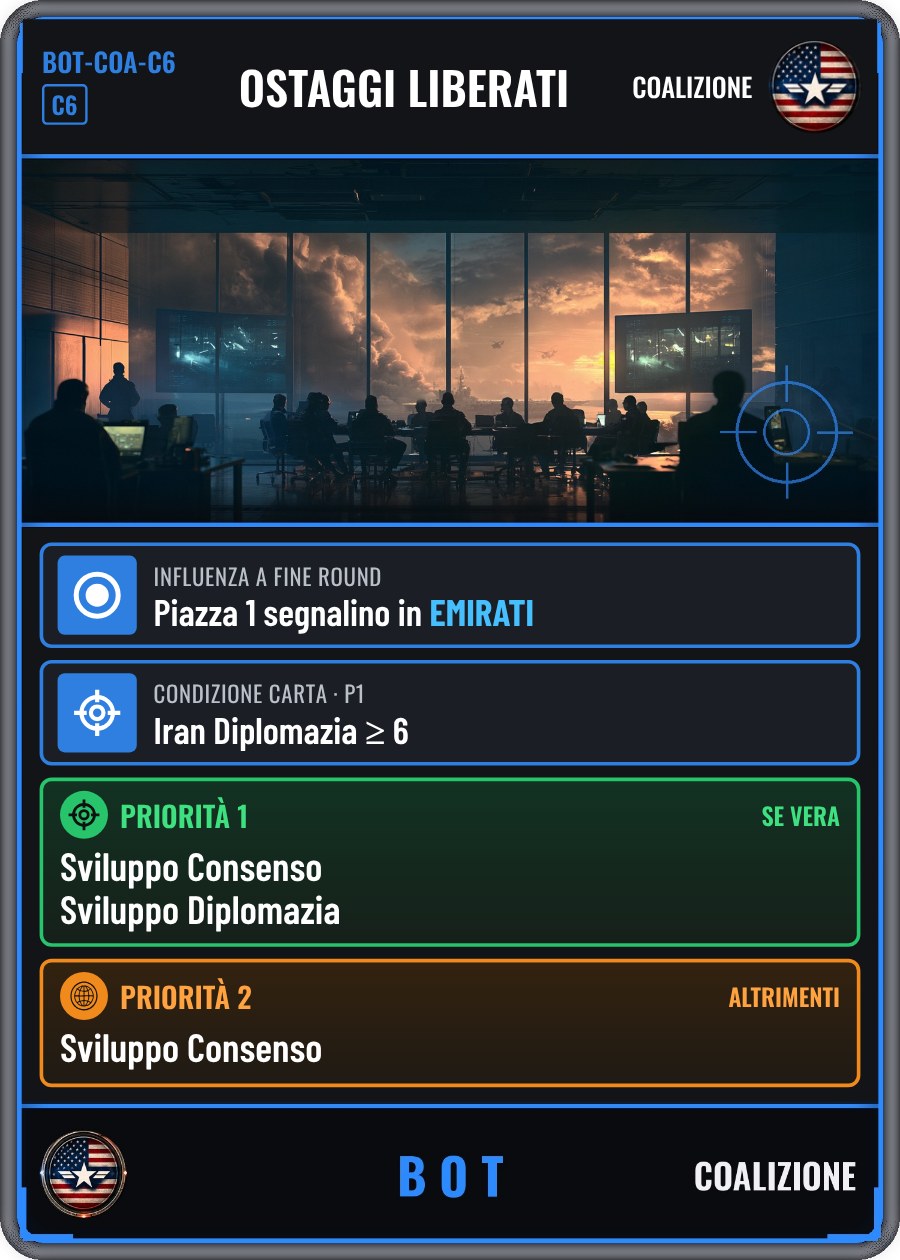 BOT-COA-C6
C6
OSTAGGI LIBERATI
COALIZIONE
INFLUENZA A FINE ROUND
Piazza 1 segnalino in EMIRATI
CONDIZIONE CARTA · P1
Iran Diplomazia ≥ 6
PRIORITÀ 1
SE VERA
Sviluppo Consenso
Sviluppo Diplomazia
PRIORITÀ 2
ALTRIMENTI
Sviluppo Consenso
BOT
COALIZIONE